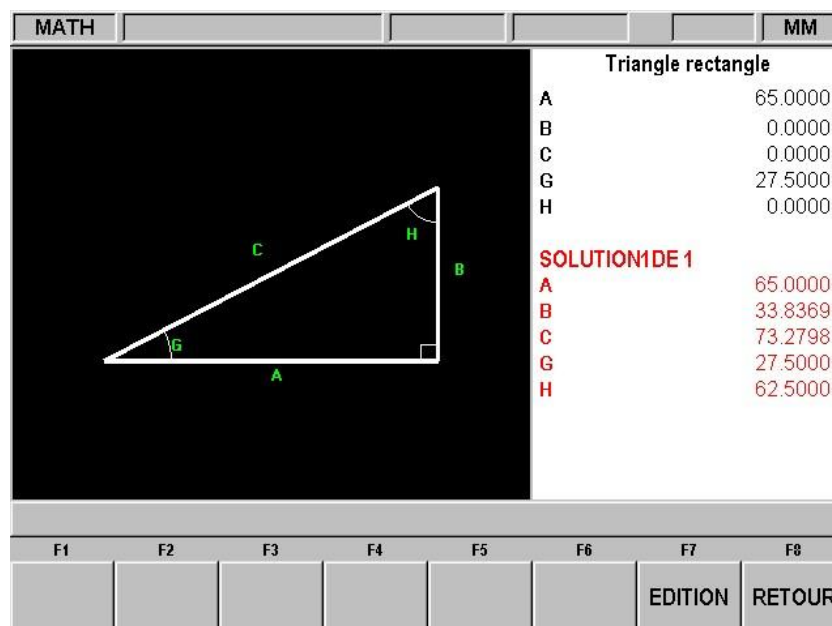 MATH MM
Triangle rectangle
A 65.0000
B 0.0000
C 0.0000
G 27.5000
H 0.0000
SOLUTION1DE 1
A 65.0000
B 33.8369
C 73.2798
G 27.5000
H 62.5000
H
C
B
G
A
F1 F2 F3 F4 F5 F6 F7 F8
EDITION RETOUR